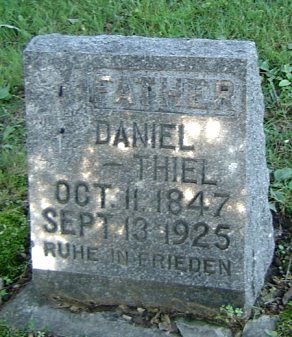 FATHER
DANIEL
THIEL
OCT. 11. 1847
SEPT. 13. 1925
RUHE IN FRIEDEN